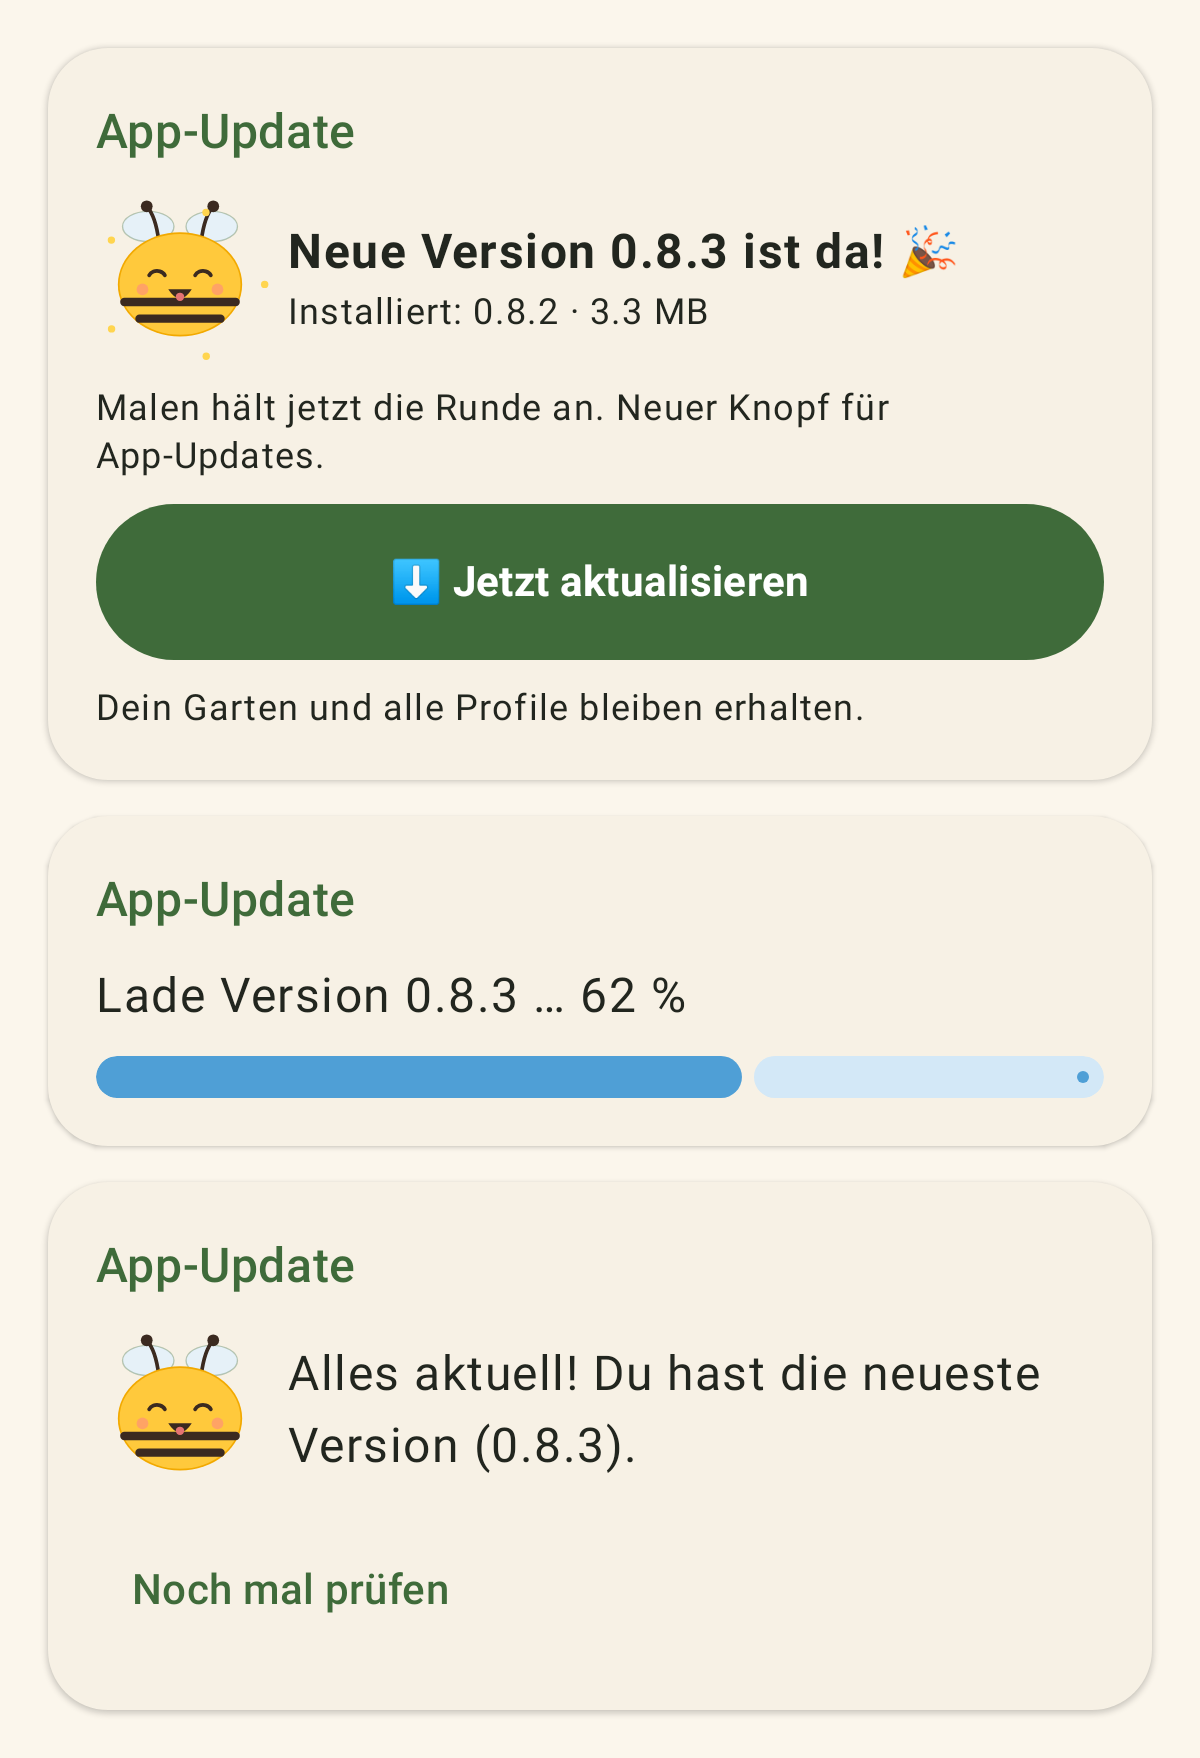 App-Update
Neue Version 0.8.3 ist da! 🎉
Installiert: 0.8.2 · 3.3 MB
Malen hält jetzt die Runde an. Neuer Knopf für
App-Updates.
⬇️ Jetzt aktualisieren
Dein Garten und alle Profile bleiben erhalten.
App-Update
Lade Version 0.8.3 … 62 %
App-Update
Alles aktuell! Du hast die neueste
Version (0.8.3).
Noch mal prüfen